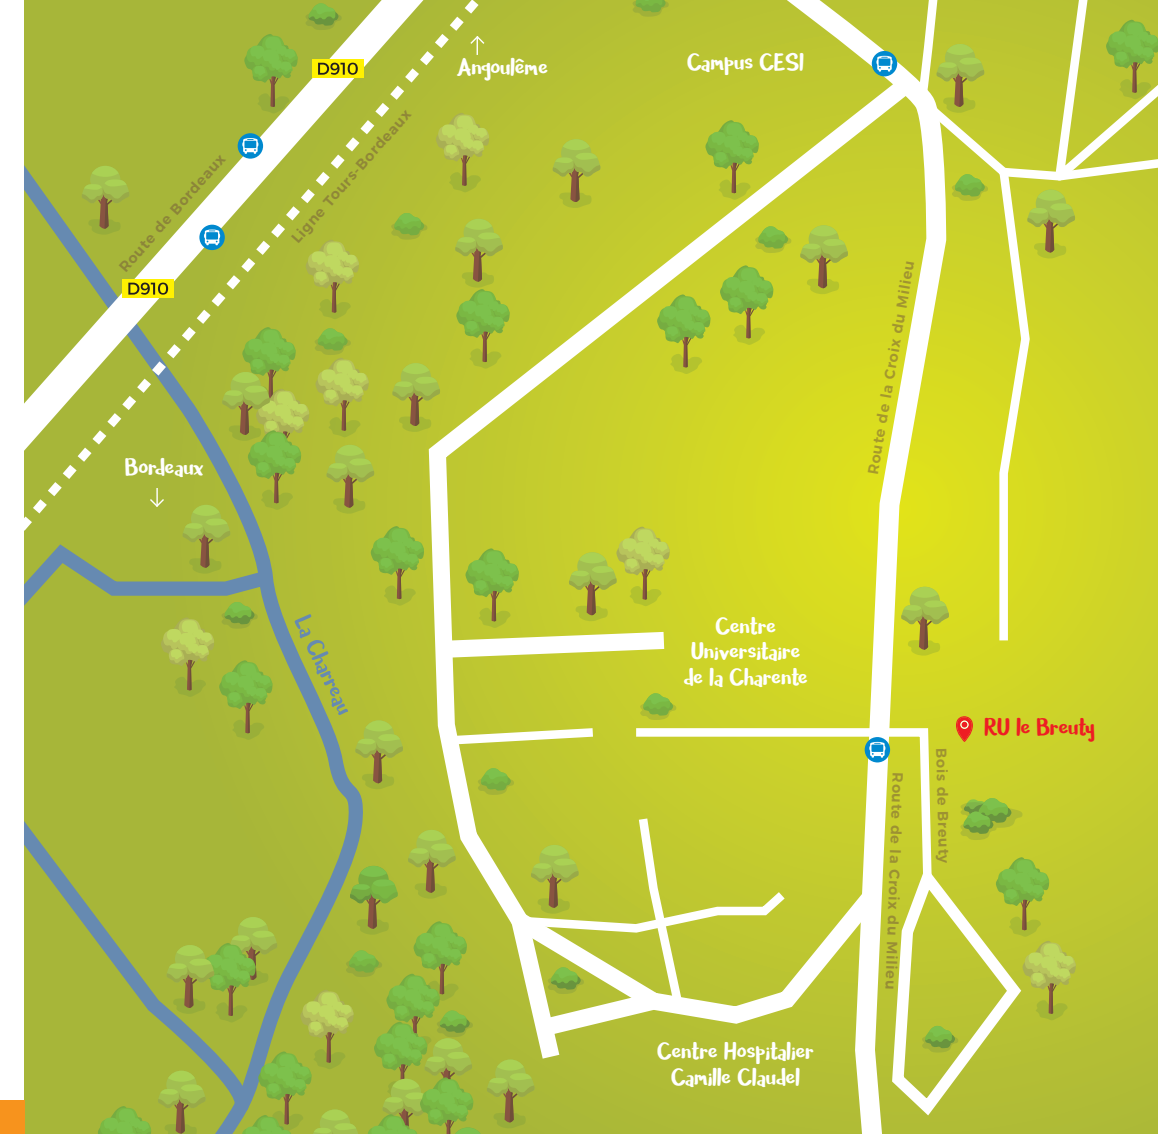 D910
Angoulême
Campus CESI
Route de Bordeaux
Ligne Tours-Bordeaux
D910
Route de la Croix du Milieu
Bordeaux
La Charreau
Centre
Universitaire
de la Charente
RU le Breuty
Bois de Breuty
Route de la Croix du Milieu
Centre Hospitalier
Camille Claudel